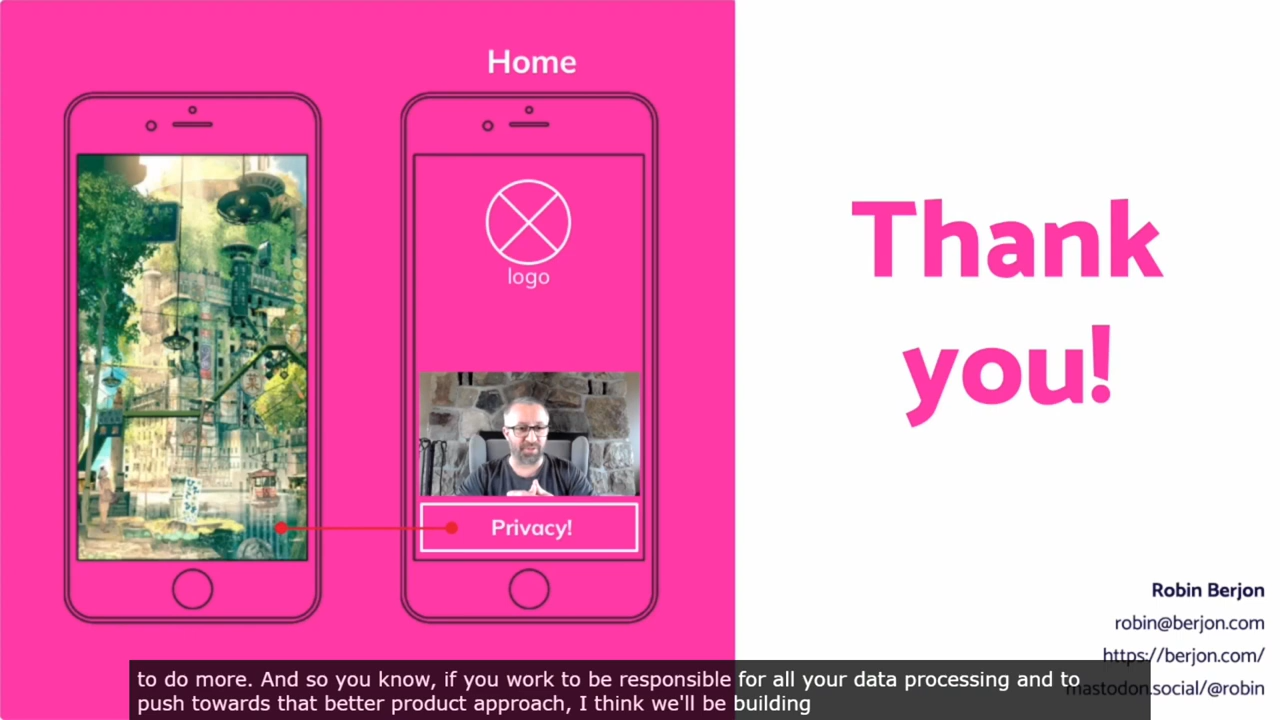 Home
logo
Privacy!
Thank
you!
Robin Berjon
robin@berjon.com
https://berjon.com/
mastodon.social/@robin
to do more. And so you know, if you work to be responsible for all your data processing and to
push towards that better product approach, I think we'll be building